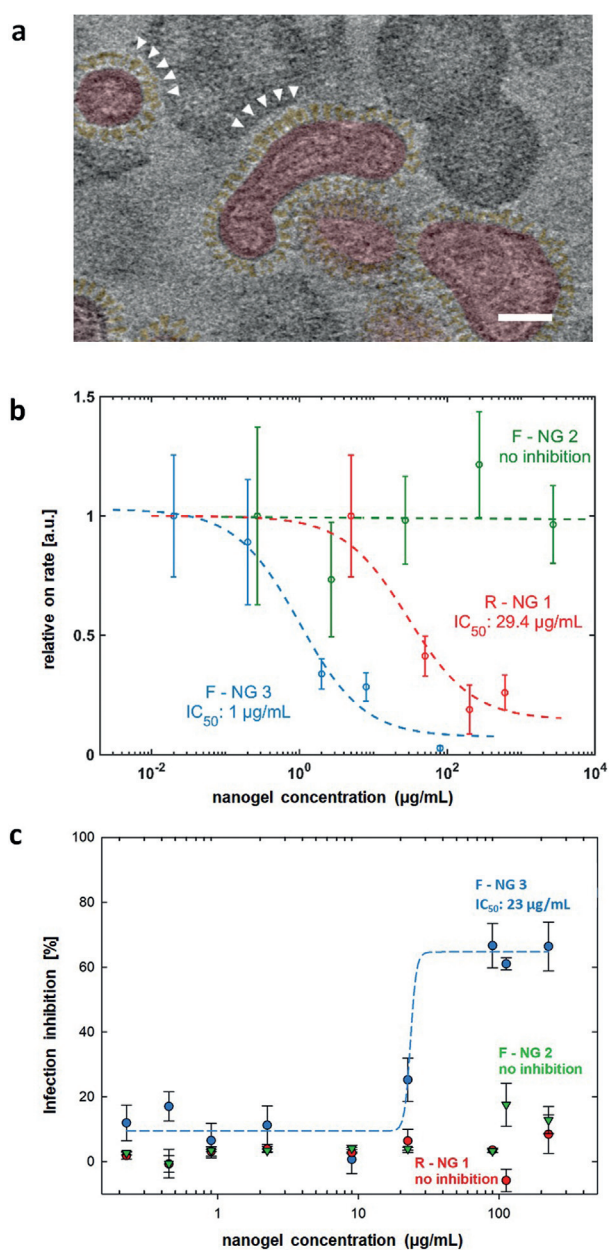 a
b
1.5
1
0.5
0
relative on rate [a.u.]
F - NG 2
no inhibition
R - NG 1
IC₅₀: 29.4 µg/mL
F - NG 3
IC₅₀: 1 µg/mL
10⁻² 10⁰ 10² 10⁴
nanogel concentration (µg/mL)
c
100
80
60
40
20
0
Infection inhibition [%]
F - NG 3
IC₅₀: 23 µg/mL
F - NG 2
no inhibition
R - NG 1
no inhibition
1 10 100
nanogel concentration (µg/mL)